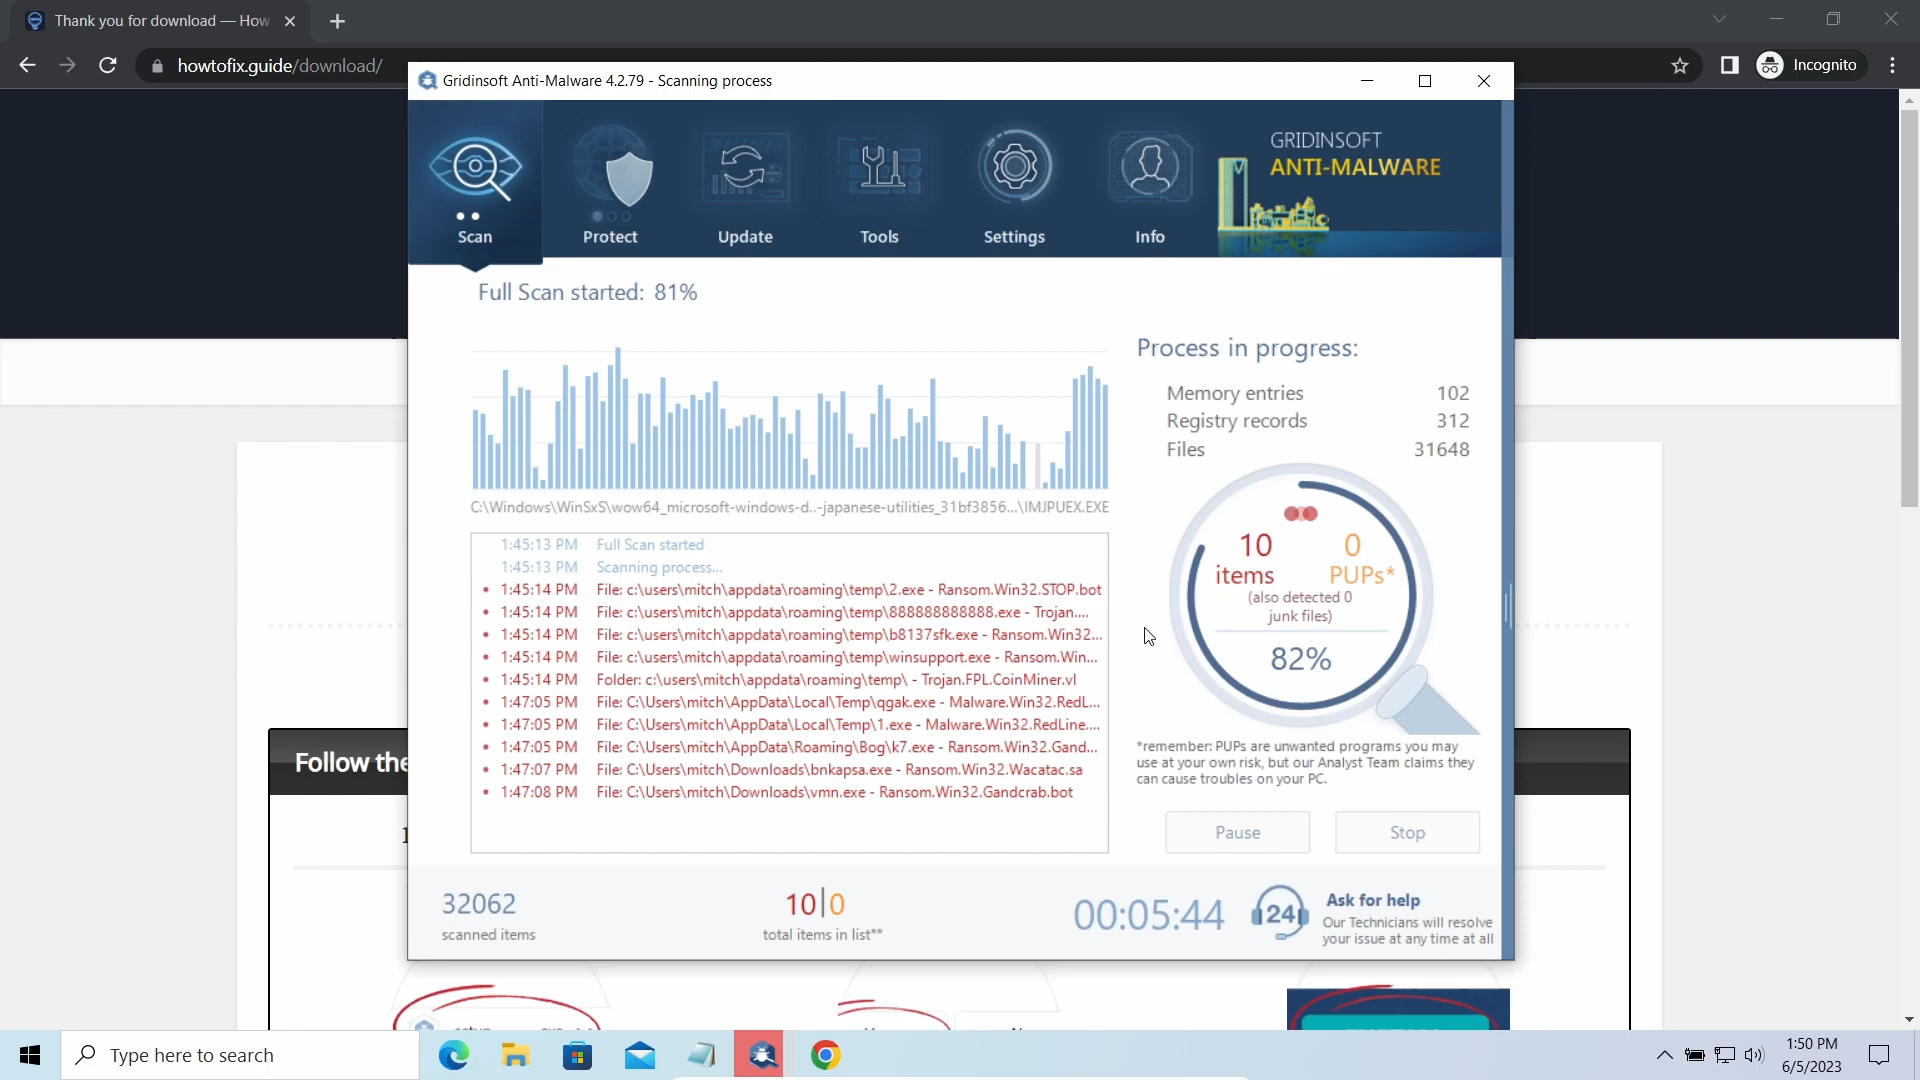 Thank you for download — How
howtofix.guide/download/
Incognito
Gridinsoft Anti-Malware 4.2.79 - Scanning process
Scan
Protect
Update
Tools
Settings
Info
GRIDINSOFT
ANTI-MALWARE
Full Scan started: 81%
C:\Windows\WinSxS\wow64_microsoft-windows-d..-japanese-utilities_31bf3856...\IMJPUEX.EXE
1:45:13 PM Full Scan started
1:45:13 PM Scanning process...
• 1:45:14 PM File: c:\users\mitch\appdata\roaming\temp\2.exe - Ransom.Win32.STOP.bot
• 1:45:14 PM File: c:\users\mitch\appdata\roaming\temp\888888888888.exe - Trojan....
• 1:45:14 PM File: c:\users\mitch\appdata\roaming\temp\b8137sfk.exe - Ransom.Win32...
• 1:45:14 PM File: c:\users\mitch\appdata\roaming\temp\winsupport.exe - Ransom.Win...
• 1:45:14 PM Folder: c:\users\mitch\appdata\roaming\temp\ - Trojan.FPL.CoinMiner.vl
• 1:47:05 PM File: C:\Users\mitch\AppData\Local\Temp\qgak.exe - Malware.Win32.RedL...
• 1:47:05 PM File: C:\Users\mitch\AppData\Local\Temp\1.exe - Malware.Win32.RedLine....
• 1:47:05 PM File: C:\Users\mitch\AppData\Roaming\Bog\k7.exe - Ransom.Win32.Gand...
• 1:47:07 PM File: C:\Users\mitch\Downloads\bnkapsa.exe - Ransom.Win32.Wacatac.sa
• 1:47:08 PM File: C:\Users\mitch\Downloads\vmn.exe - Ransom.Win32.Gandcrab.bot
Process in progress:
Memory entries 102
Registry records 312
Files 31648
10 0
items PUPs*
(also detected 0
junk files)
82%
*remember: PUPs are unwanted programs you may
use at your own risk, but our Analyst Team claims they
can cause troubles on your PC.
Pause
Stop
32062
scanned items
10|0
total items in list**
00:05:44
24
Ask for help
Our Technicians will resolve
your issue at any time at all
Follow the
1
Type here to search
1:50 PM
6/5/2023